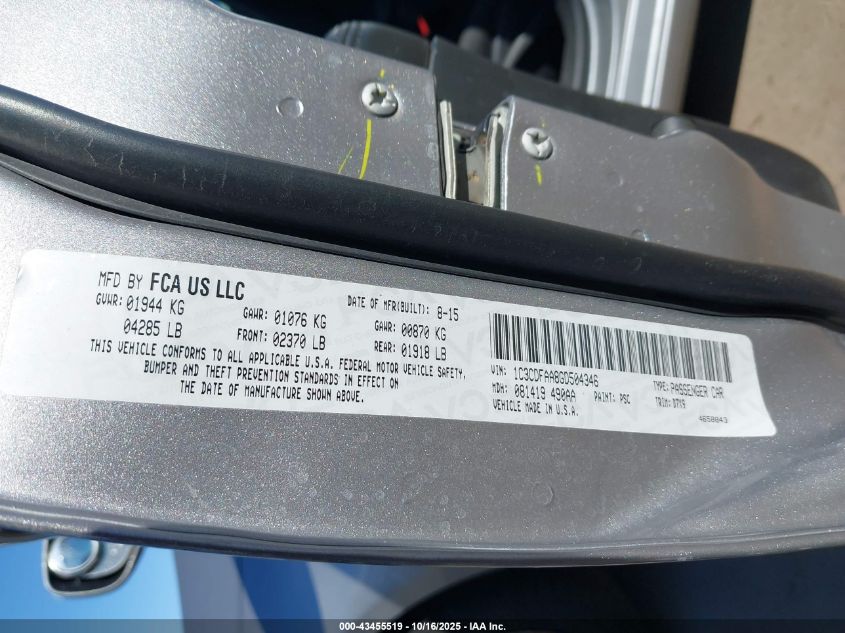 MFD BY FCA US LLC
DATE OF MFR(BUILT): 8-15
GVWR: 01944 KG
GAWR: 01076 KG
GAWR: 00870 KG
04285 LB
FRONT: 02370 LB
REAR: 01918 LB
THIS VEHICLE CONFORMS TO ALL APPLICABLE U.S.A. FEDERAL MOTOR VEHICLE SAFETY,
BUMPER AND THEFT PREVENTION STANDARDS IN EFFECT ON
THE DATE OF MANUFACTURE SHOWN ABOVE.
VIN: 1C3CDFAA8GD504346
TYPE: PASSENGER CAR
MDH: 081419 490AA
PAINT: PSC
TRIM: D7X9
VEHICLE MADE IN U.S.A.
4658843
000-43455519 - 10/16/2025 - IAA Inc.